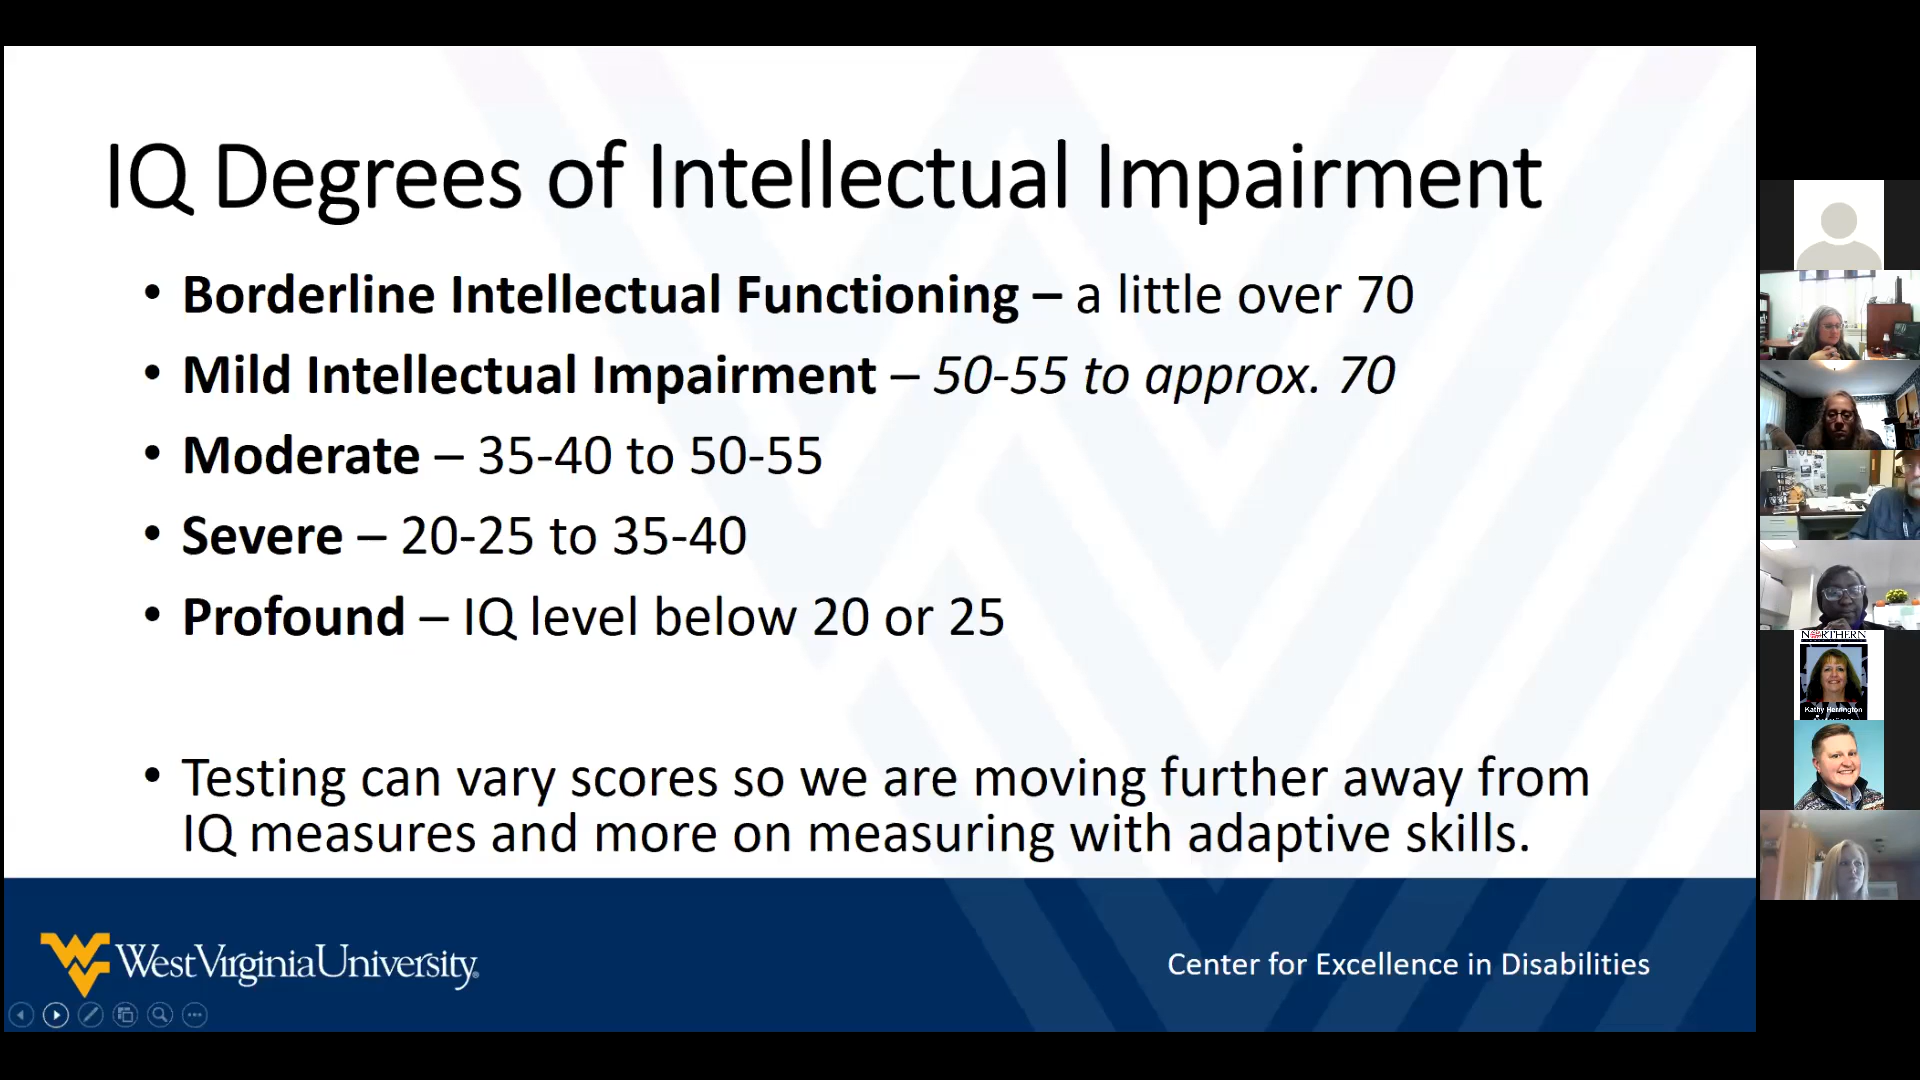 IQ Degrees of Intellectual Impairment
• Borderline Intellectual Functioning – a little over 70
• Mild Intellectual Impairment – 50-55 to approx. 70
• Moderate – 35-40 to 50-55
• Severe – 20-25 to 35-40
• Profound – IQ level below 20 or 25
• Testing can vary scores so we are moving further away from
IQ measures and more on measuring with adaptive skills.
WestVirginiaUniversity®
Center for Excellence in Disabilities
NORTHERN
Kathy Herrington